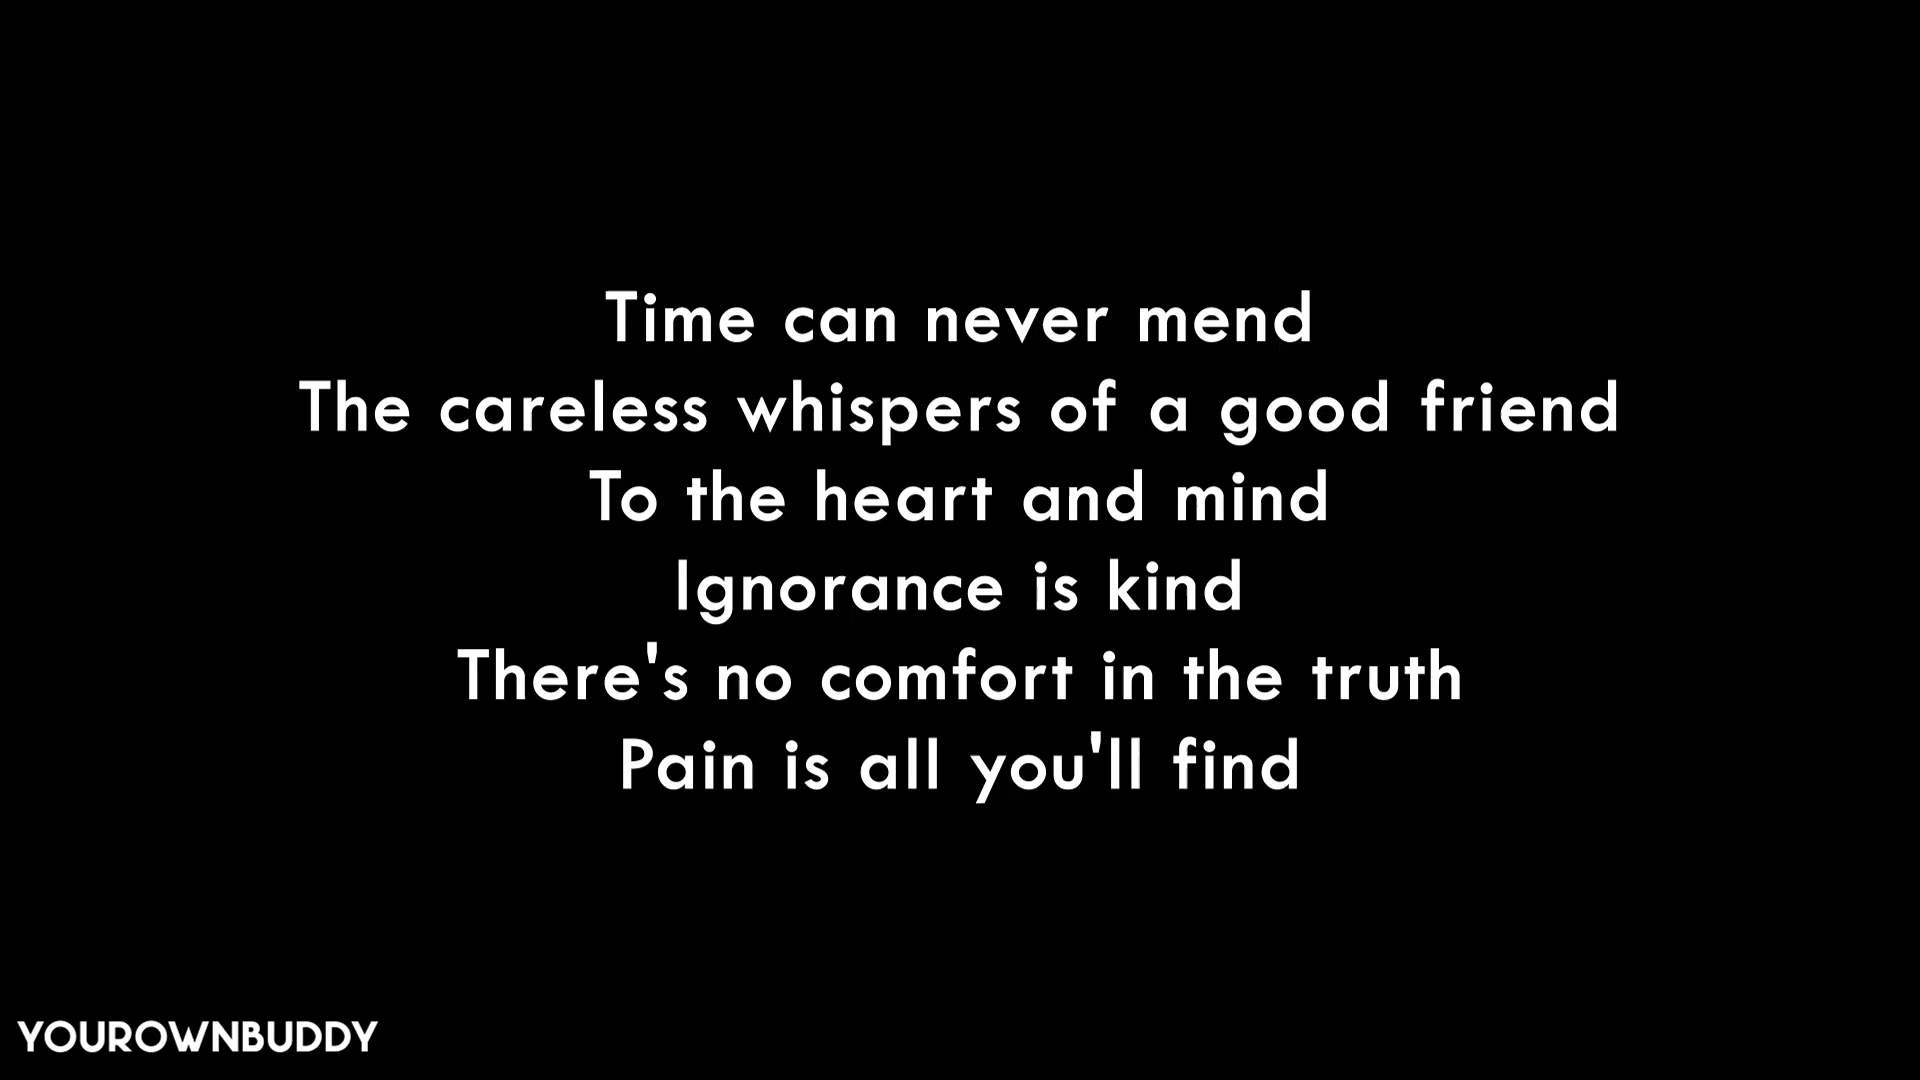 Time can never mend
The careless whispers of a good friend
To the heart and mind
Ignorance is kind
There's no comfort in the truth
Pain is all you'll find
YOUROWNBUDDY